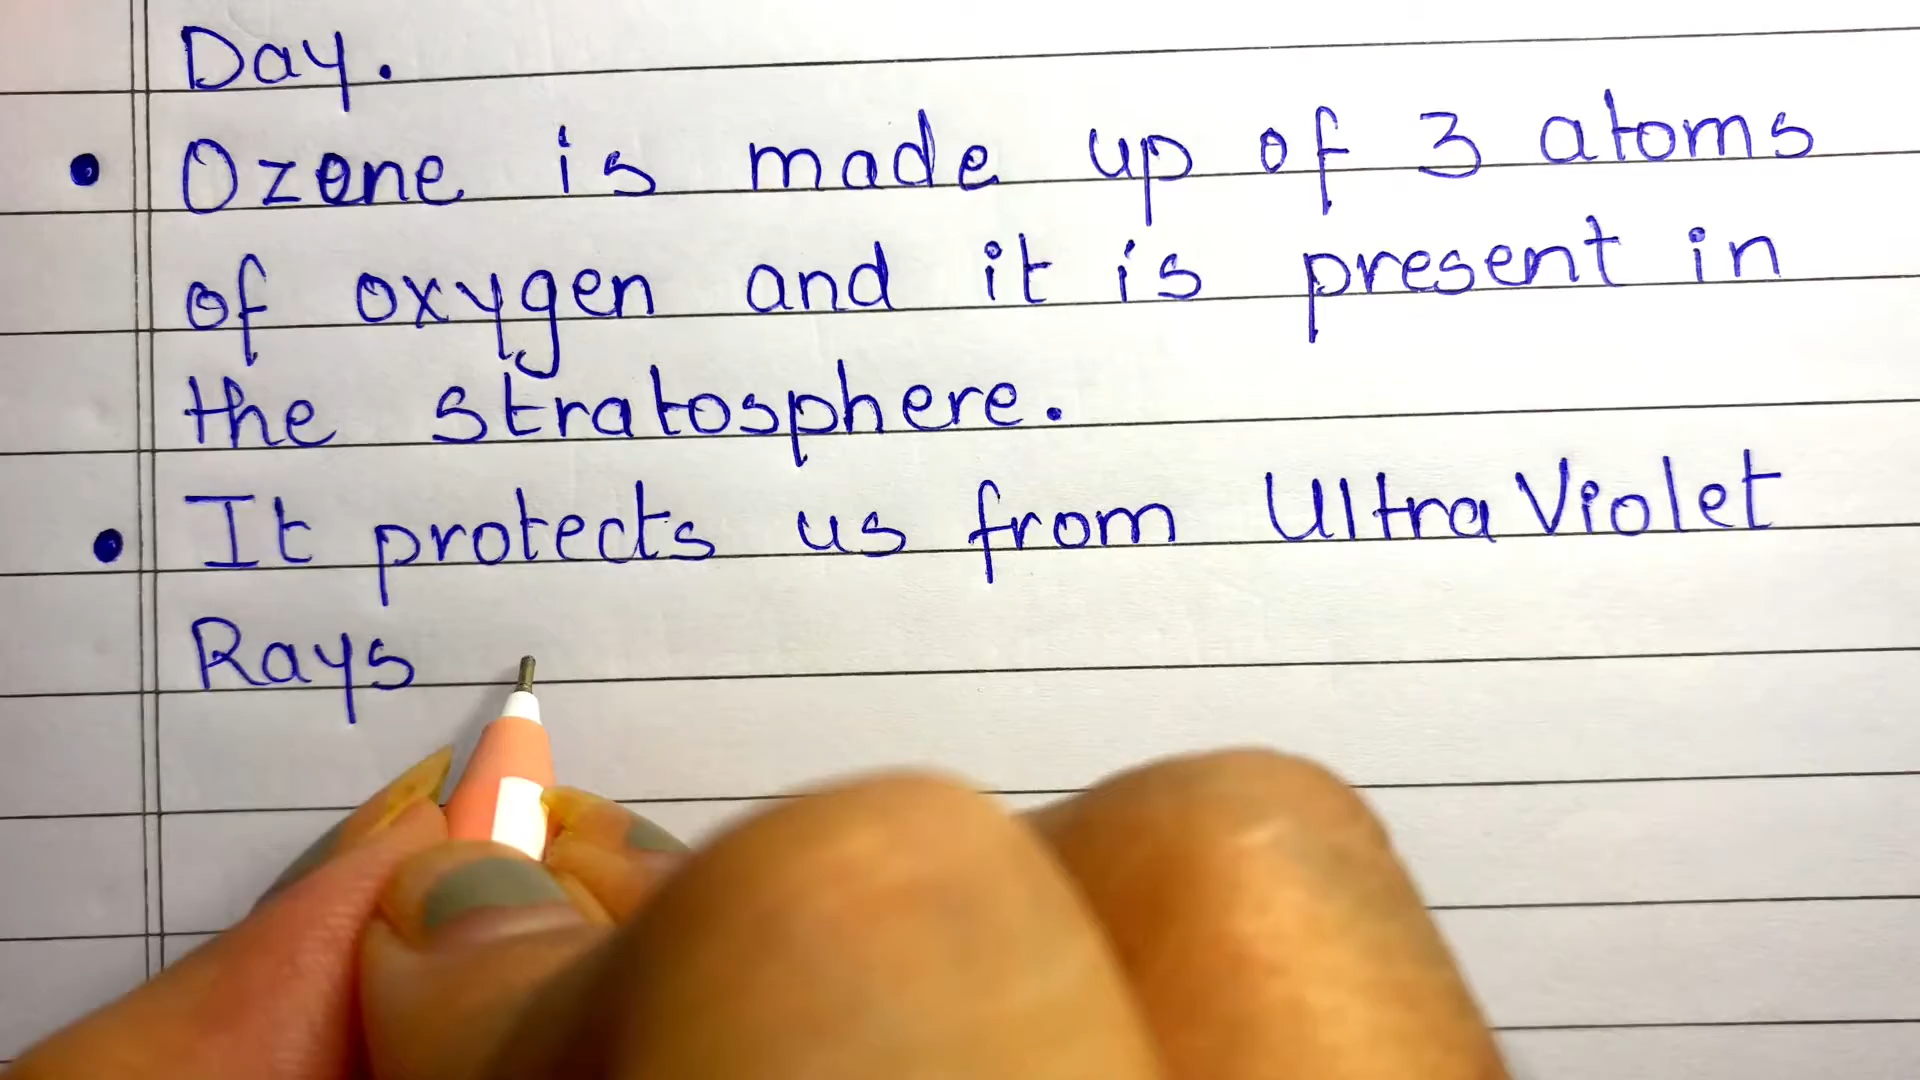 Day.
• Ozone is made up of 3 atoms
of oxygen and it is present in
the stratosphere.
• It protects us from Ultra Violet
Rays